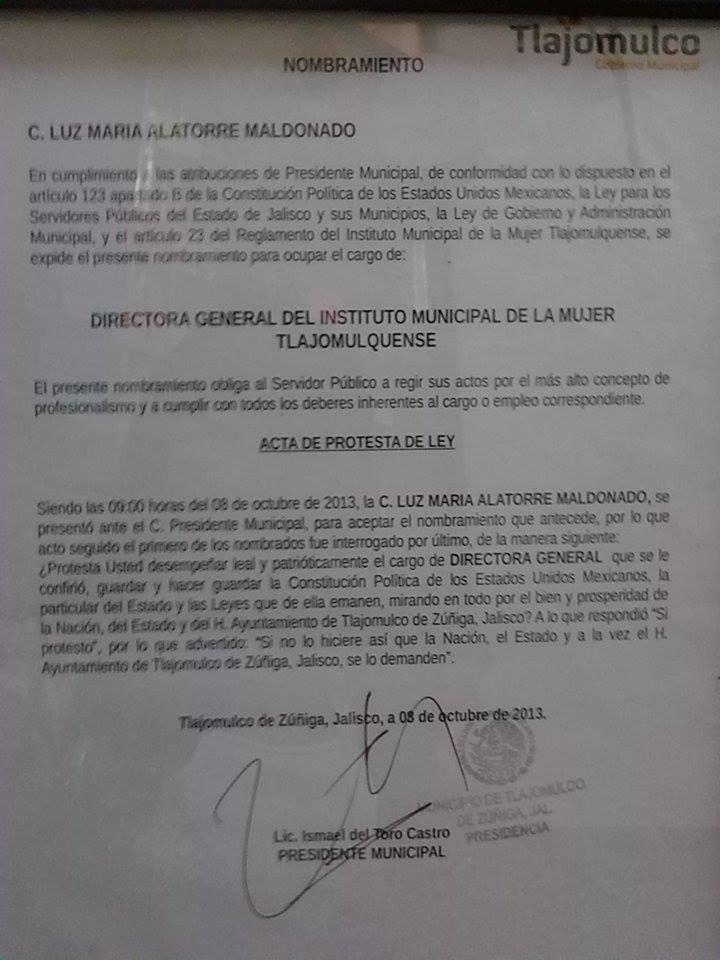 Tlajomulco
Gobierno Municipal
NOMBRAMIENTO
C. LUZ MARIA ALATORRE MALDONADO
En cumplimiento a las atribuciones de Presidente Municipal, de conformidad con lo dispuesto en el
artículo 123 apartado B de la Constitución Política de los Estados Unidos Mexicanos, la Ley para los
Servidores Públicos del Estado de Jalisco y sus Municipios, la Ley de Gobierno y Administración
Municipal, y el artículo 23 del Reglamento del Instituto Municipal de la Mujer Tlajomulquense, se
expide el presente nombramiento para ocupar el cargo de:
DIRECTORA GENERAL DEL INSTITUTO MUNICIPAL DE LA MUJER
TLAJOMULQUENSE
El presente nombramiento obliga al Servidor Público a regir sus actos por el más alto concepto de
profesionalismo y a cumplir con todos los deberes inherentes al cargo o empleo correspondiente.
ACTA DE PROTESTA DE LEY
Siendo las 09:00 horas del 08 de octubre de 2013, la C. LUZ MARIA ALATORRE MALDONADO, se
presentó ante el C. Presidente Municipal, para aceptar el nombramiento que antecede, por lo que
acto seguido el primero de los nombrados fue interrogado por último, de la manera siguiente:
¿Protesta Usted desempeñar leal y patrióticamente el cargo de DIRECTORA GENERAL que se le
confirió, guardar y hacer guardar la Constitución Política de los Estados Unidos Mexicanos, la
particular del Estado y las Leyes que de ella emanen, mirando en todo por el bien y prosperidad de
la Nación, del Estado y del H. Ayuntamiento de Tlajomulco de Zúñiga, Jalisco? A lo que respondió "Si
protesto", por lo que advertido: "Si no lo hiciere así que la Nación, el Estado y a la vez el H.
Ayuntamiento de Tlajomulco de Zúñiga, Jalisco, se lo demanden".
Tlajomulco de Zúñiga, Jalisco, a 08 de octubre de 2013.
MUNICIPIO DE TLAJOMULCO
DE ZÚÑIGA, JAL.
PRESIDENCIA
Lic. Ismael del Toro Castro
PRESIDENTE MUNICIPAL